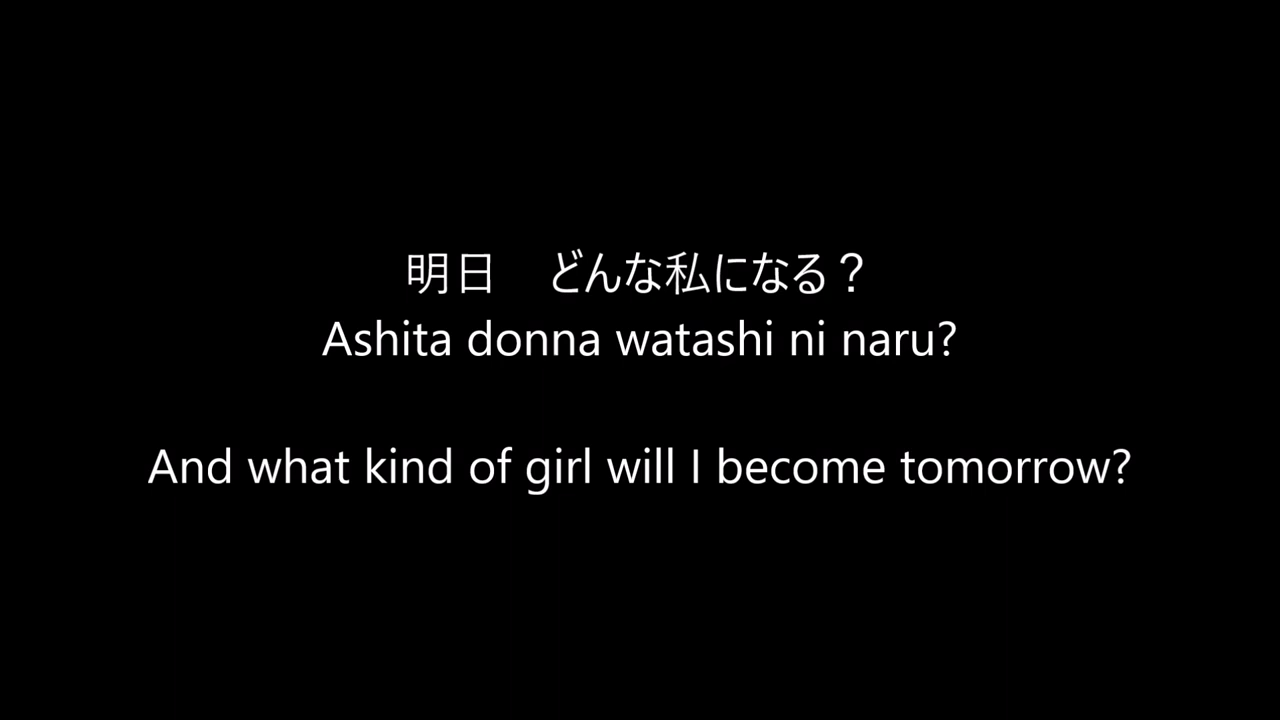 明日　どんな私になる？
Ashita donna watashi ni naru?
And what kind of girl will I become tomorrow?